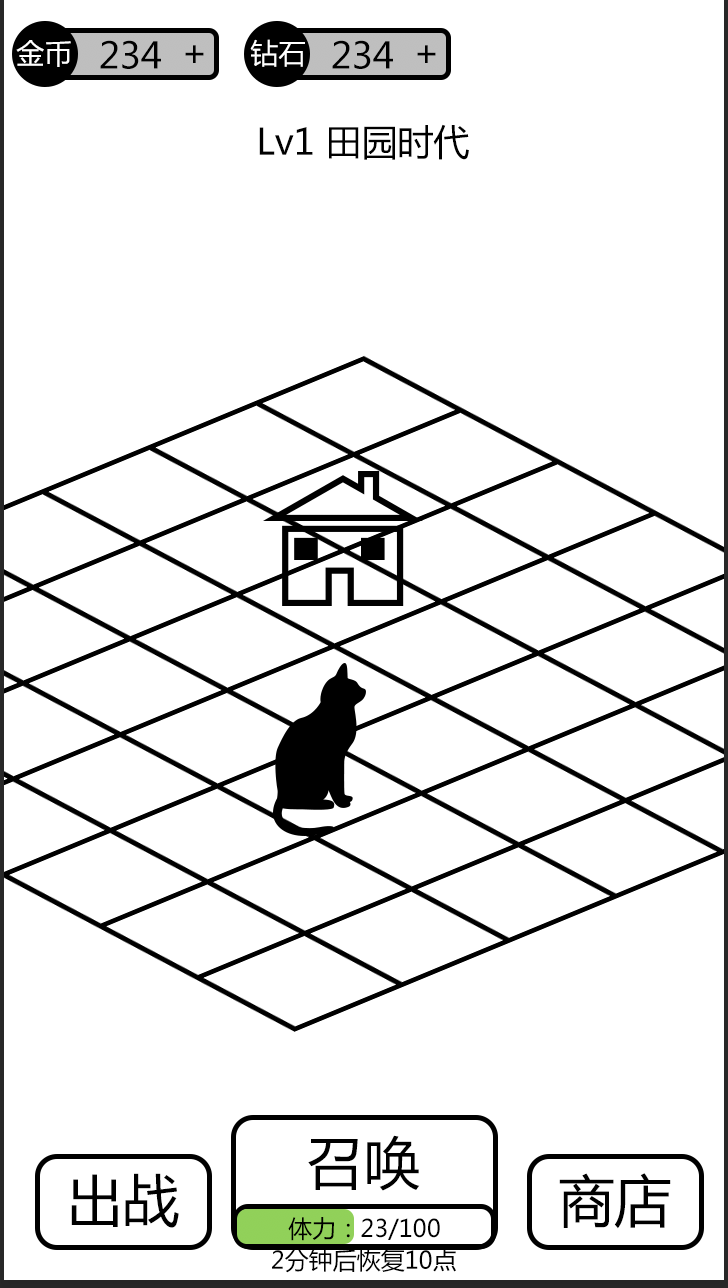 金币 234 + 钻石 234 +
Lv1 田园时代
召唤
出战 商店
体力：23/100
2分钟后恢复10点